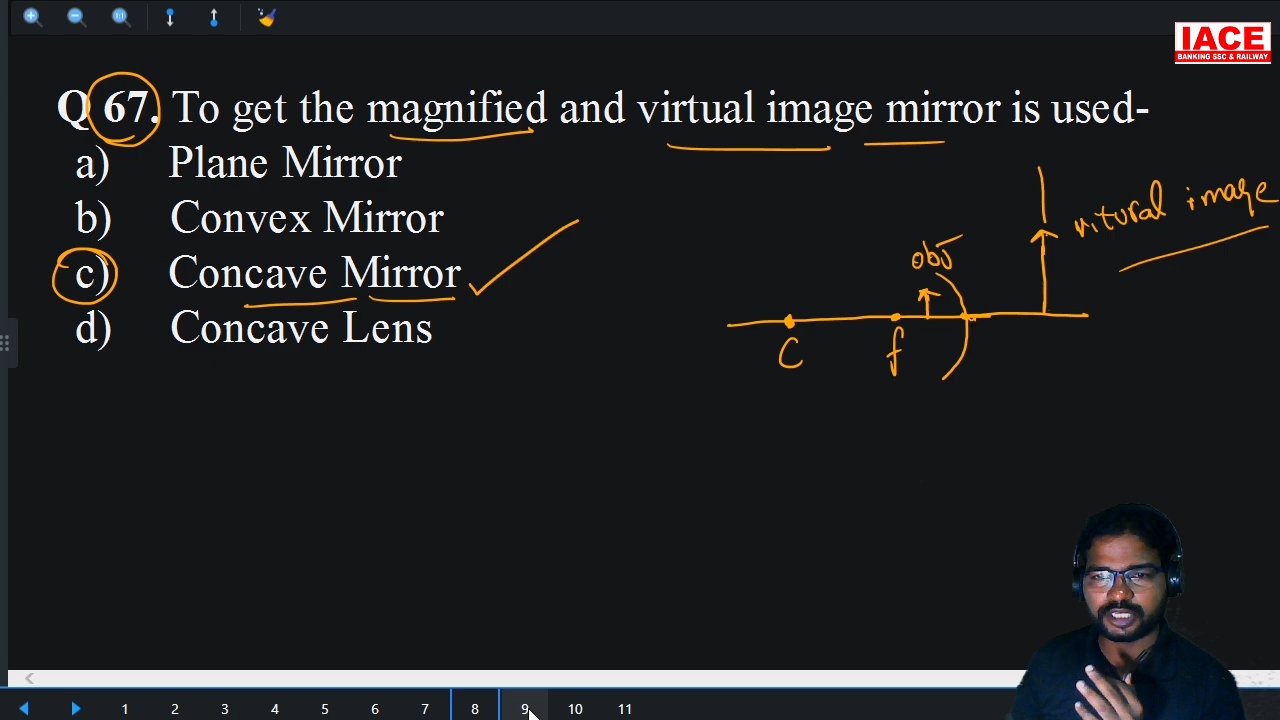 IACE
BANKING SSC & RAILWAY
Q 67. To get the magnified and virtual image mirror is used-
a) Plane Mirror
b) Convex Mirror
c) Concave Mirror
d) Concave Lens
image
obj
C
f
1 2 3 4 5 6 7 8 9 10 11